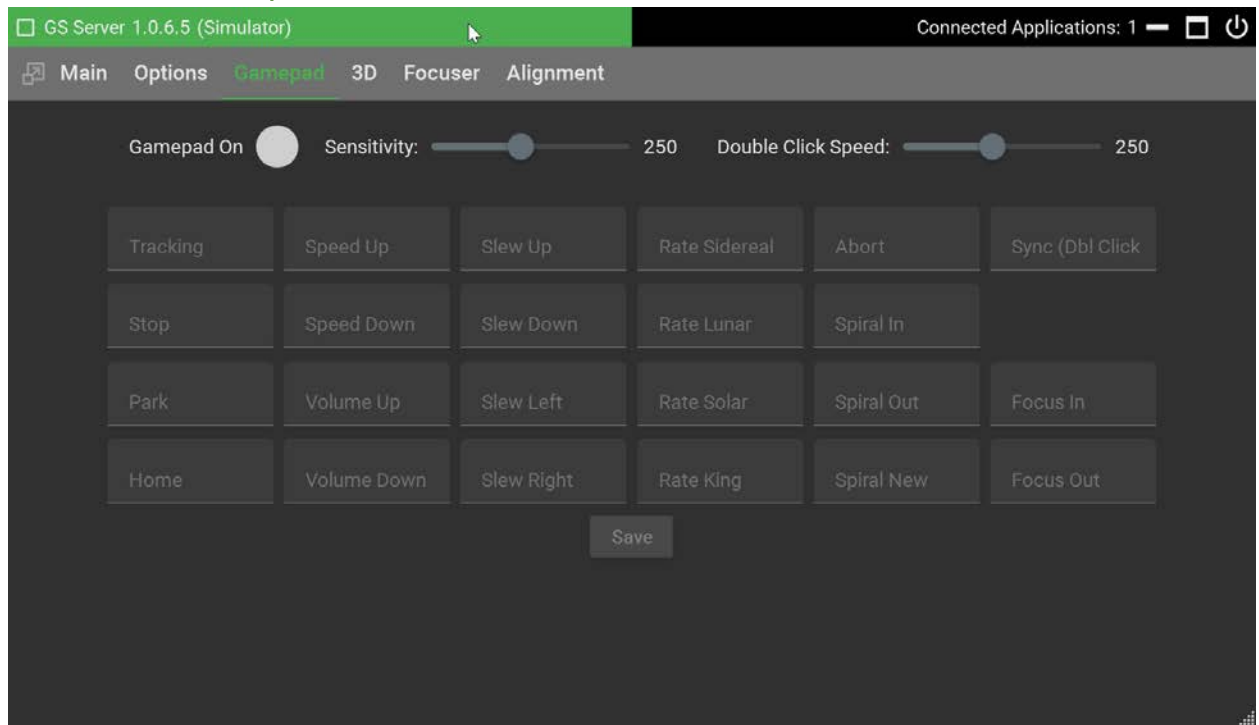 GS Server 1.0.6.5 (Simulator) Connected Applications: 1
Main Options Gamepad 3D Focuser Alignment
Gamepad On Sensitivity: 250 Double Click Speed: 250
Tracking Speed Up Slew Up Rate Sidereal Abort Sync (Dbl Click
Stop Speed Down Slew Down Rate Lunar Spiral In
Park Volume Up Slew Left Rate Solar Spiral Out Focus In
Home Volume Down Slew Right Rate King Spiral New Focus Out
Save